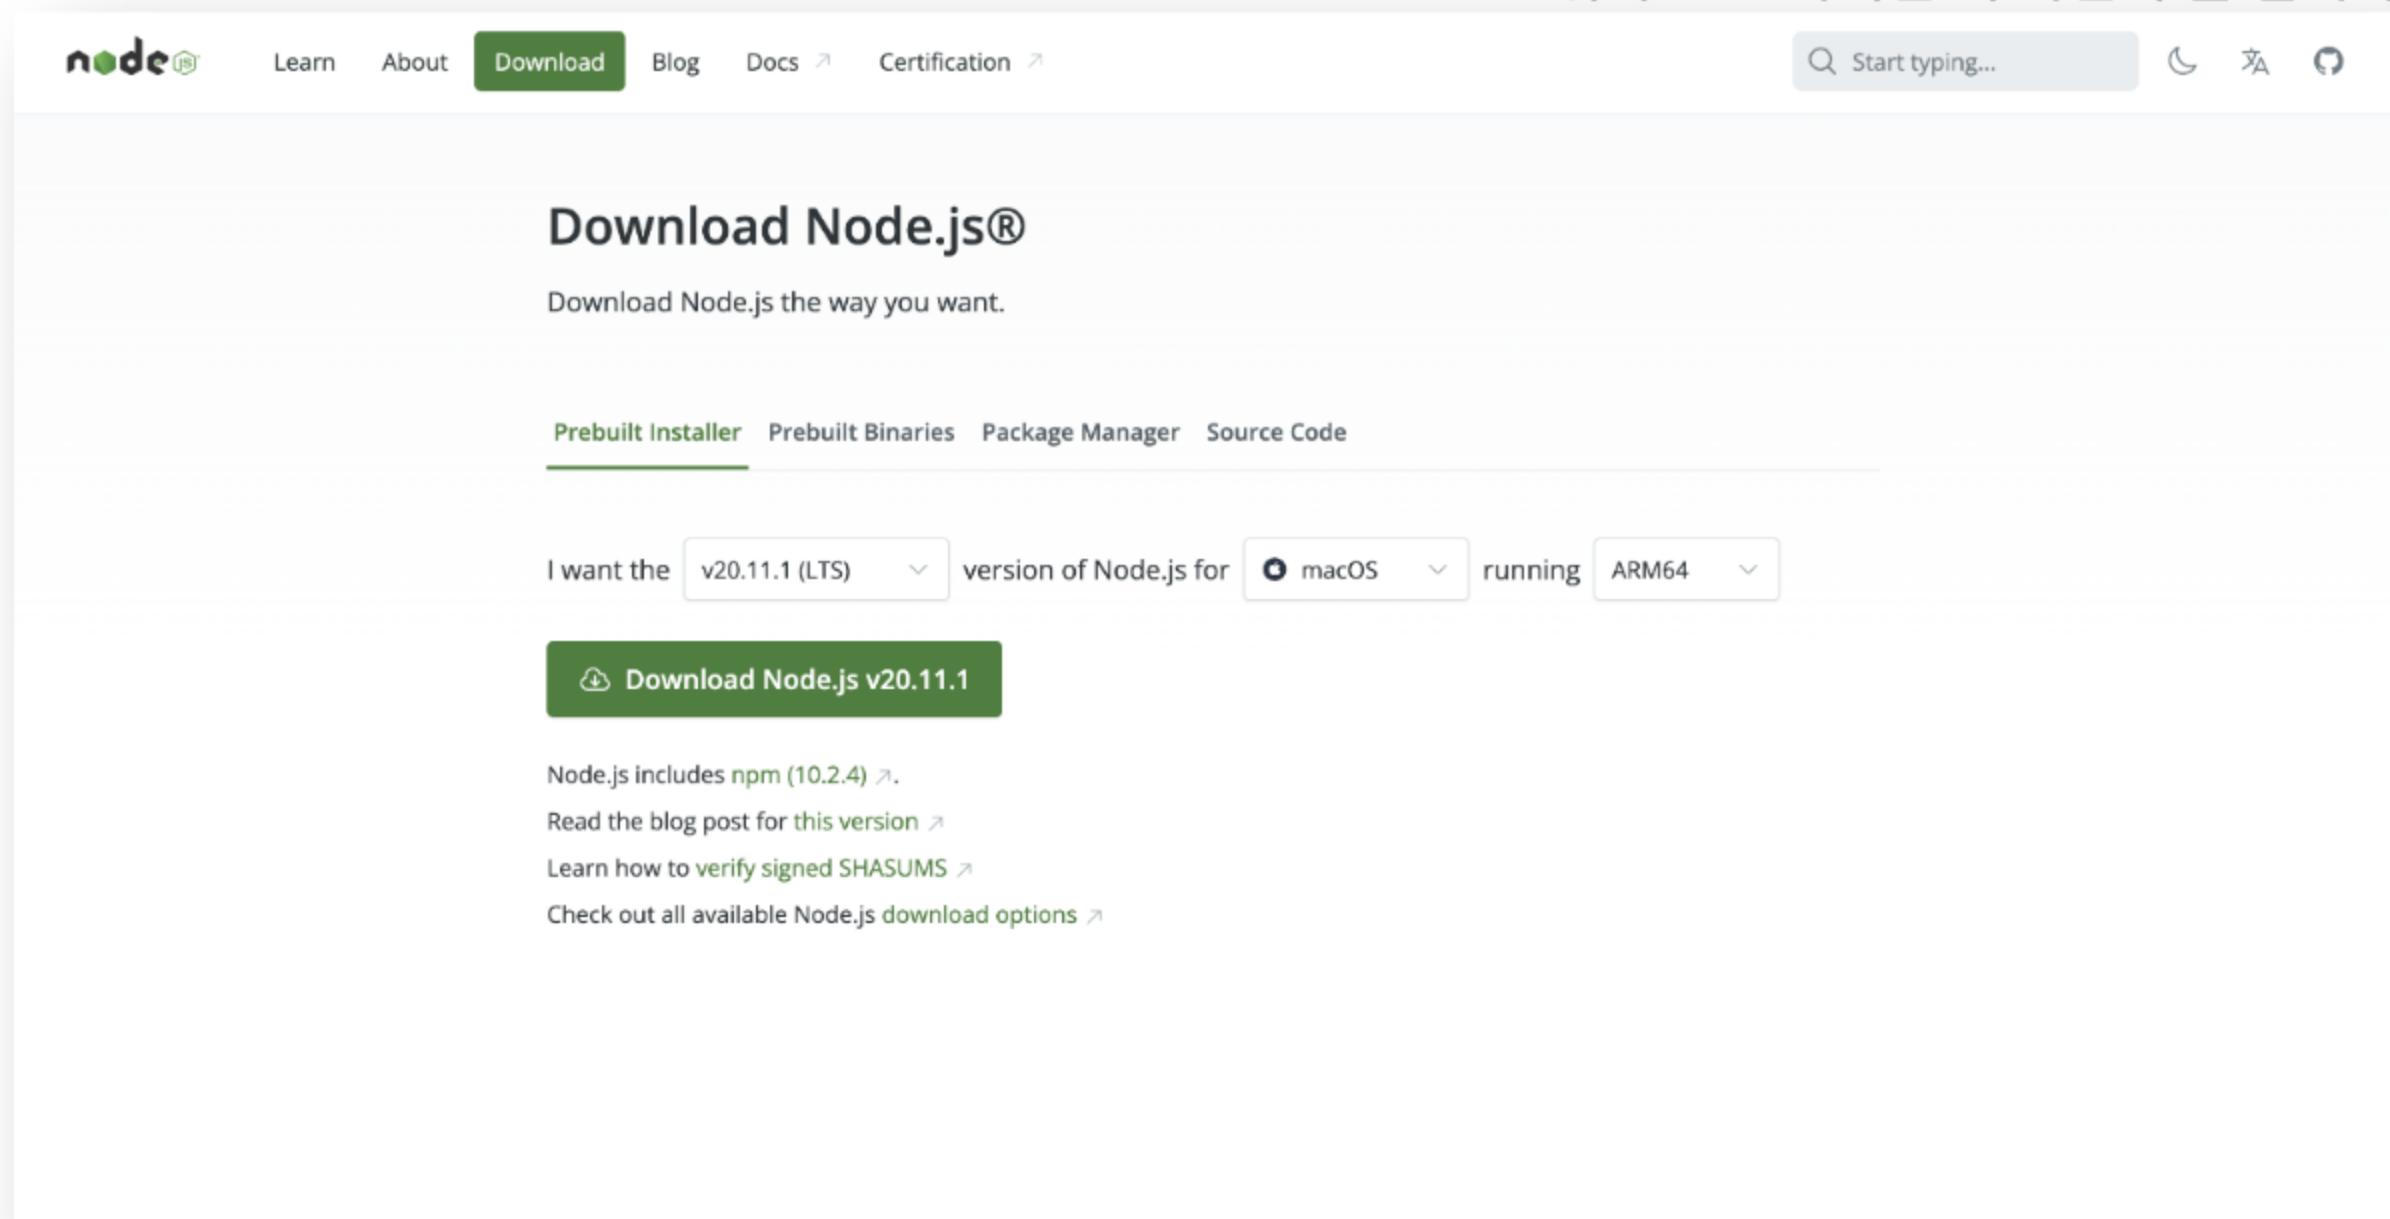 node JS
Learn About Download Blog Docs Certification Start typing...
Download Node.js®
Download Node.js the way you want.
Prebuilt Installer Prebuilt Binaries Package Manager Source Code
I want the v20.11.1 (LTS) version of Node.js for macOS running ARM64
Download Node.js v20.11.1
Node.js includes npm (10.2.4) .
Read the blog post for this version
Learn how to verify signed SHASUMS
Check out all available Node.js download options